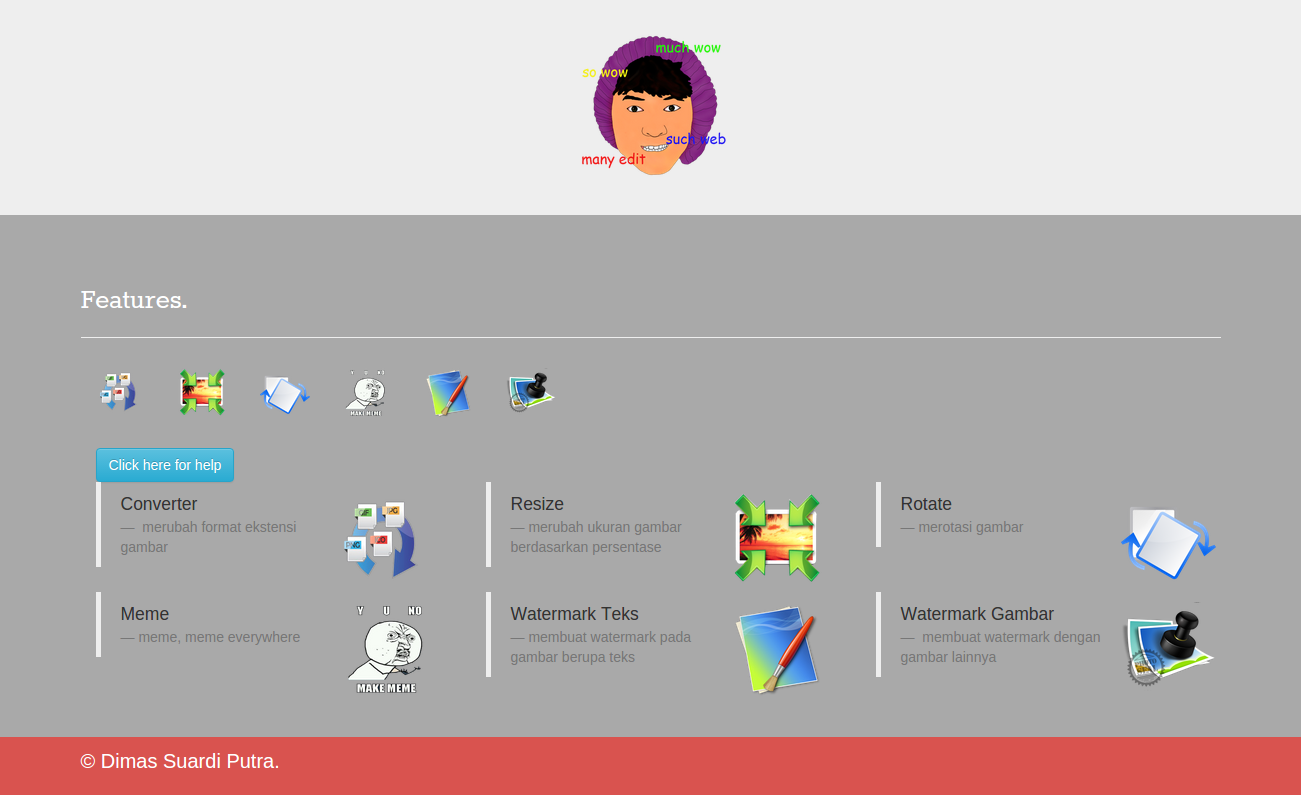 much wow
so wow
such web
many edit
Features.
Y U NO
MAKE MEME
Click here for help
Converter
— merubah format ekstensi
gambar
Resize
— merubah ukuran gambar
berdasarkan persentase
Rotate
— merotasi gambar
Meme
— meme, meme everywhere
Y U NO
MAKE MEME
Watermark Teks
— membuat watermark pada
gambar berupa teks
Watermark Gambar
— membuat watermark dengan
gambar lainnya
© Dimas Suardi Putra.